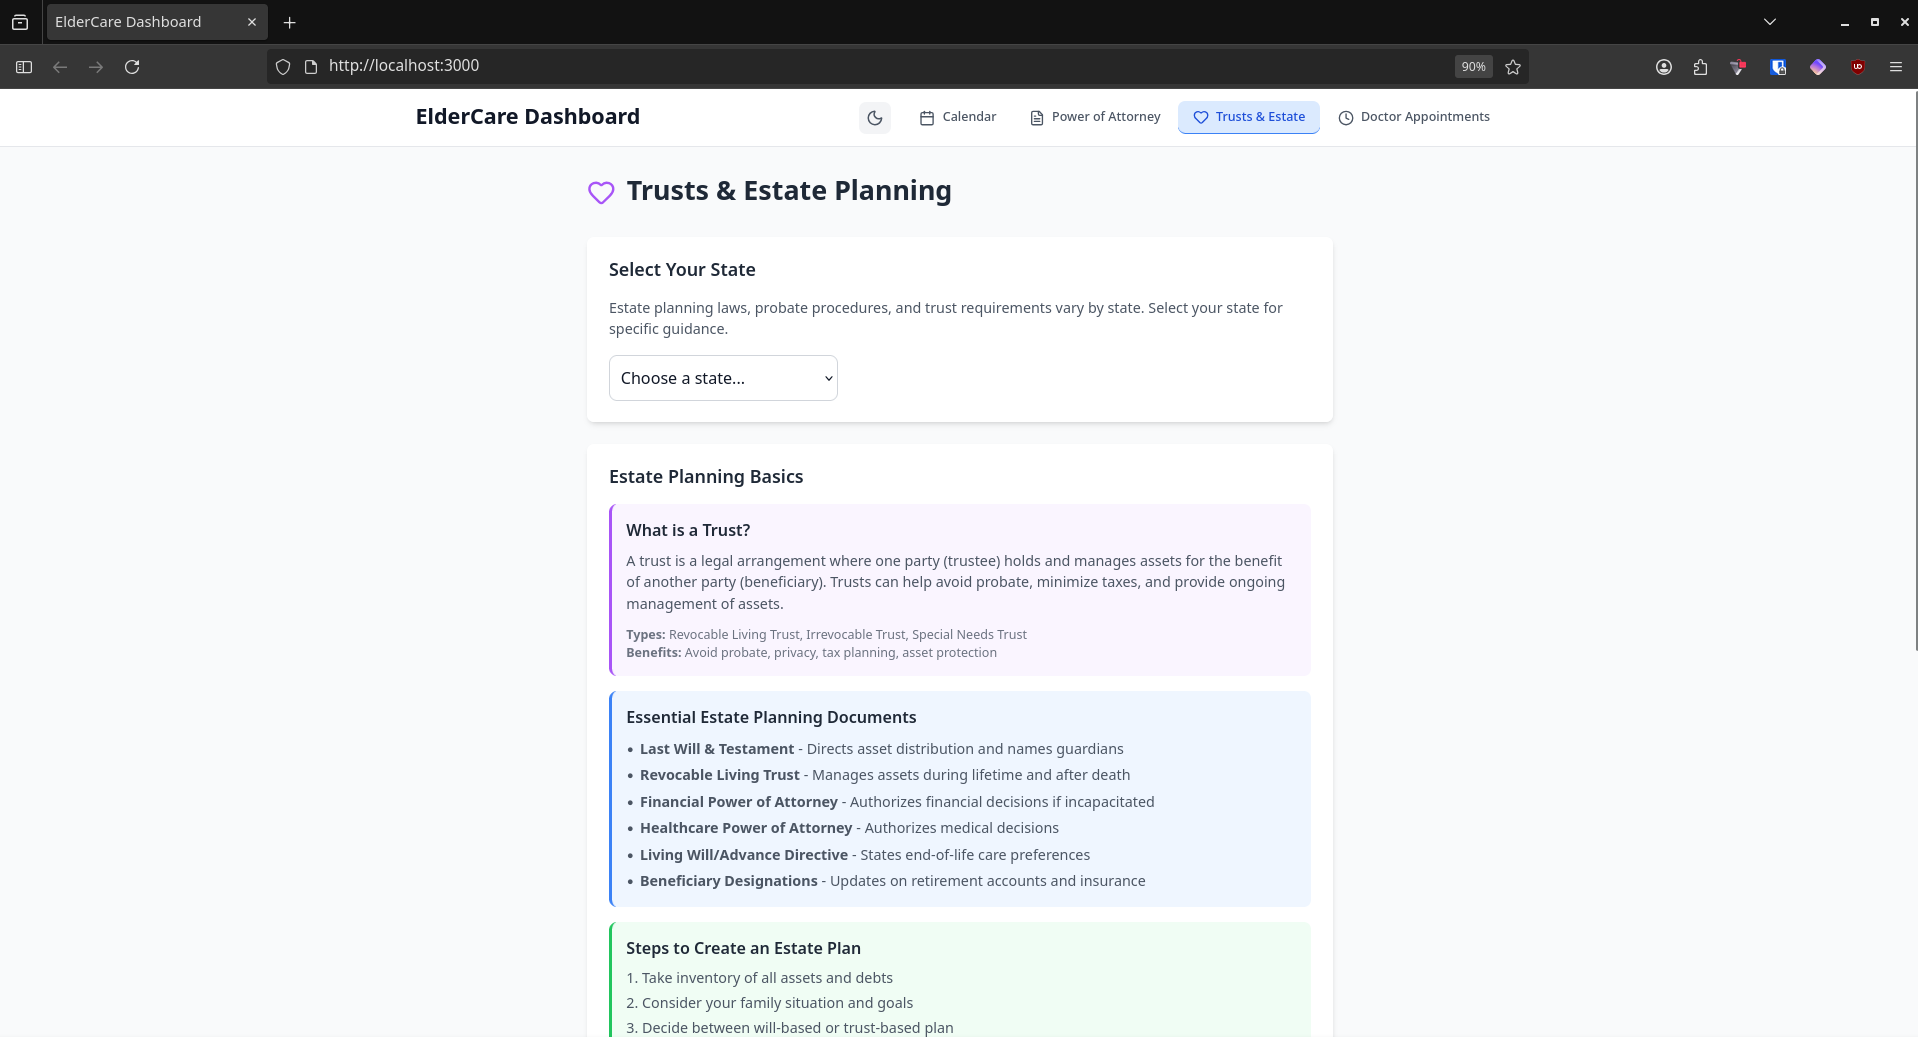 ElderCare Dashboard
http://localhost:3000
90%
ElderCare Dashboard
Calendar
Power of Attorney
Trusts & Estate
Doctor Appointments
Trusts & Estate Planning
Select Your State
Estate planning laws, probate procedures, and trust requirements vary by state. Select your state for
specific guidance.
Choose a state...
Estate Planning Basics
What is a Trust?
A trust is a legal arrangement where one party (trustee) holds and manages assets for the benefit
of another party (beneficiary). Trusts can help avoid probate, minimize taxes, and provide ongoing
management of assets.
Types: Revocable Living Trust, Irrevocable Trust, Special Needs Trust
Benefits: Avoid probate, privacy, tax planning, asset protection
Essential Estate Planning Documents
• Last Will & Testament - Directs asset distribution and names guardians
• Revocable Living Trust - Manages assets during lifetime and after death
• Financial Power of Attorney - Authorizes financial decisions if incapacitated
• Healthcare Power of Attorney - Authorizes medical decisions
• Living Will/Advance Directive - States end-of-life care preferences
• Beneficiary Designations - Updates on retirement accounts and insurance
Steps to Create an Estate Plan
1. Take inventory of all assets and debts
2. Consider your family situation and goals
3. Decide between will-based or trust-based plan